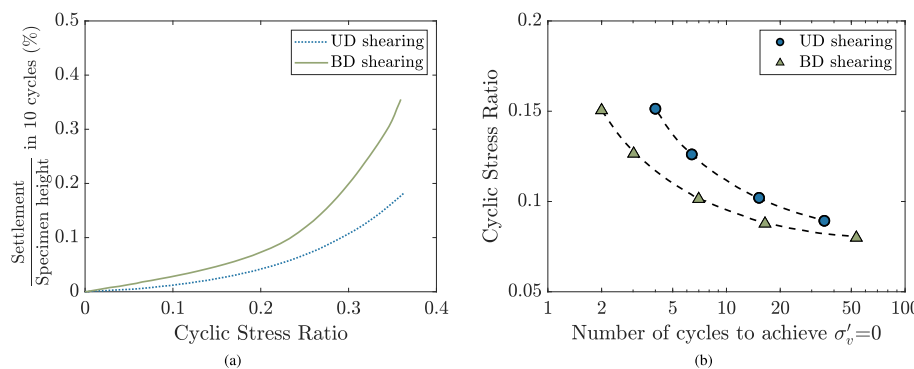 0.5
0.4
0.3
0.2
0.1
0
0
0.1
0.2
0.3
0.4
Settlement
Specimen height
in 10 cycles (%)
UD shearing
BD shearing
Cyclic Stress Ratio
(a)
0.2
0.15
0.1
0.05
1
2
5
10
20
50
100
Cyclic Stress Ratio
UD shearing
BD shearing
Number of cycles to achieve σ′v=0
(b)